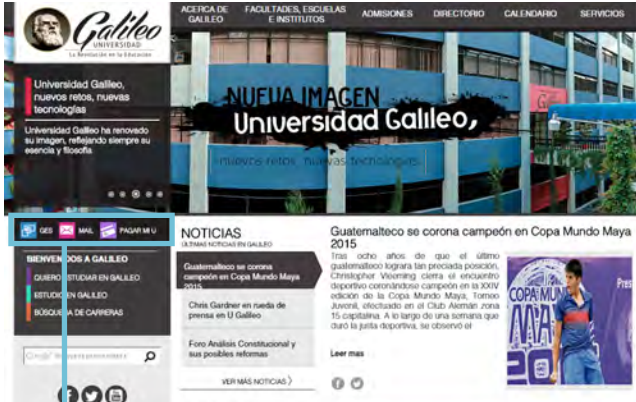 Galileo
UNIVERSIDAD
La Revolución en la Educación
ACERCA DE
GALILEO
FACULTADES, ESCUELAS
E INSTITUTOS
ADMISIONES
DIRECTORIO
CALENDARIO
SERVICIOS
Universidad Galileo,
nuevos retos, nuevas
tecnologías
Universidad Galileo ha renovado
su imagen, reflejando siempre su
esencia y filosofía
NUEVA IMAGEN
Universidad Galileo,
nuevos retos, nuevas tecnologías
GES
MAIL
PAGAR MI U
BIENVENIDOS A GALILEO
QUIERO ESTUDIAR EN GALILEO
ESTUDIO EN GALILEO
BÚSQUEDA DE CARRERAS
NOTICIAS
ÚLTIMAS NOTICIAS EN GALILEO
Guatemalteco se corona
campeón en Copa Mundo Maya
2015
Chris Gardner en rueda de
prensa en U Galileo
Foro Análisis Constitucional y
sus posibles reformas
VER MÁS NOTICIAS
Guatemalteco se corona campeón en Copa Mundo Maya
2015
Tras ocho años de que el último
guatemalteco lograra tan preciada posición,
Christopher cierra el encuentro
deportivo coronándose campeón en la XXIV
edición de la Copa Mundo Maya, Torneo
Juvenil, efectuado en el Club Alemán zona
15 capitalina. A lo largo de una semana que
duró la justa deportiva, se observó el
Leer mas
COPA MUN
MAYA
20
Pres